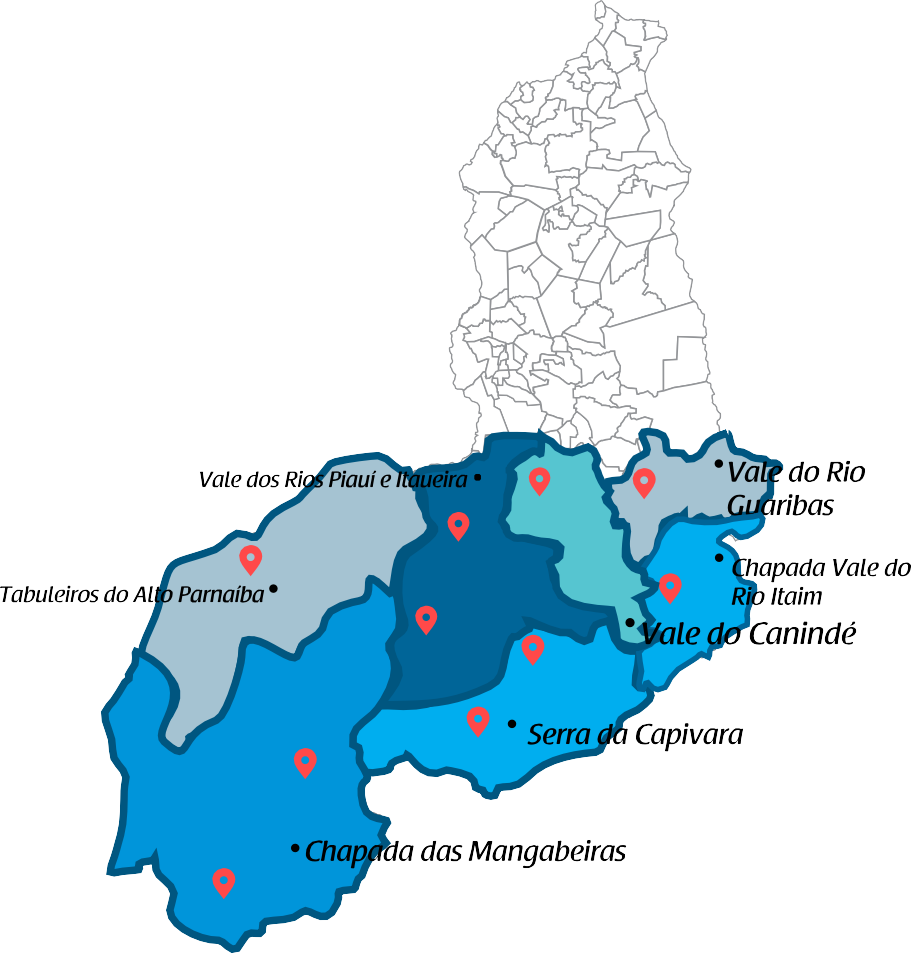 Vale dos Rios Piauí e Itaueira
Vale do Rio
Guaribas
Tabuleiros do Alto Parnaíba
Chapada Vale do
Rio Itaim
Vale do Canindé
Serra da Capivara
Chapada das Mangabeiras